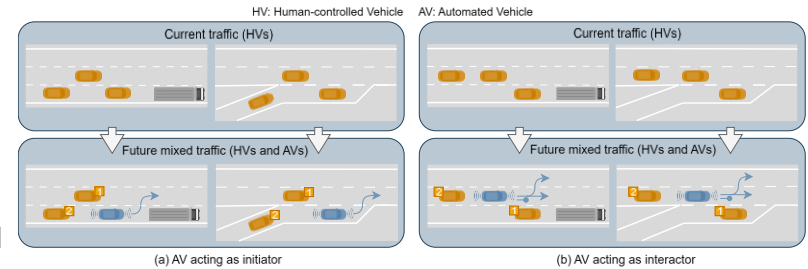 HV: Human-controlled Vehicle AV: Automated Vehicle
Current traffic (HVs)
Current traffic (HVs)
Future mixed traffic (HVs and AVs)
Future mixed traffic (HVs and AVs)
1
2
1
2
2
1
2
1
(a) AV acting as initiator
(b) AV acting as interactor